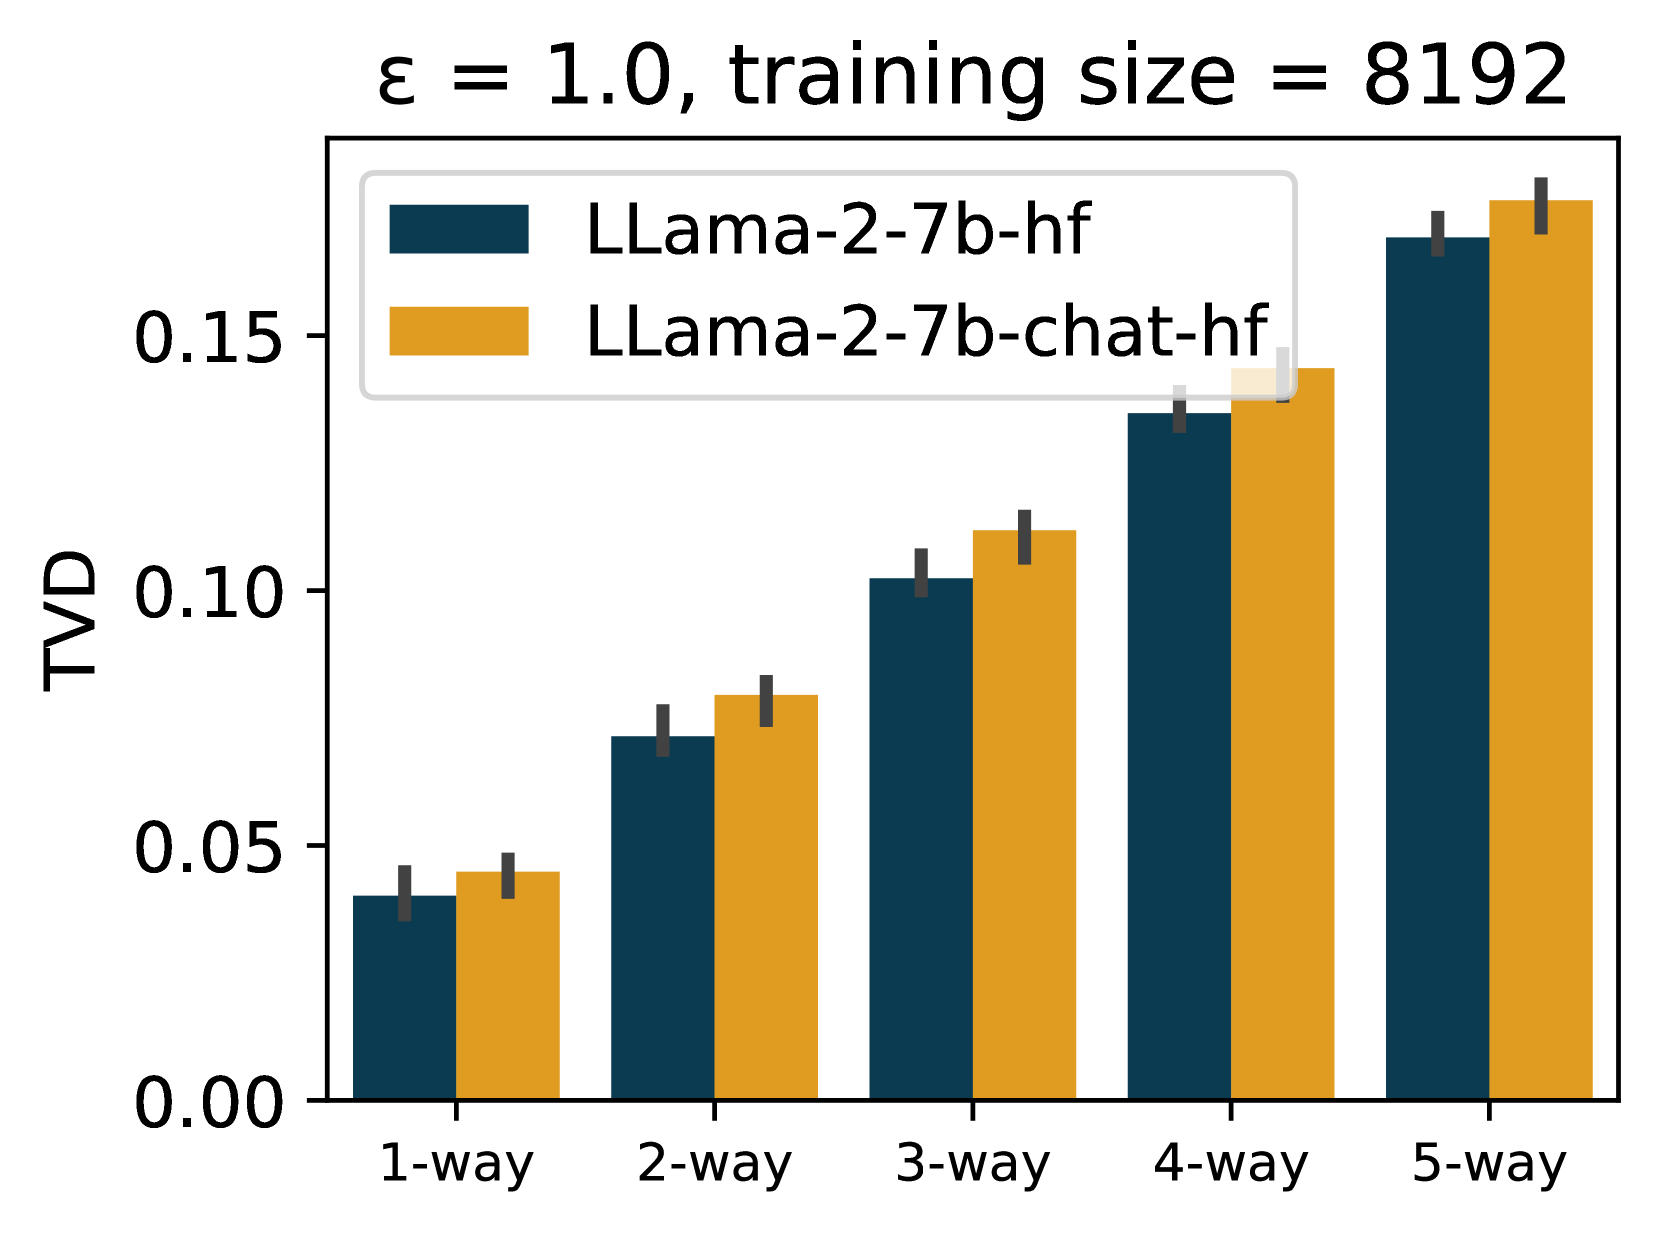 ε = 1.0, training size = 8192
LLama-2-7b-hf
LLama-2-7b-chat-hf
TVD
0.15
0.10
0.05
0.00
1-way 2-way 3-way 4-way 5-way